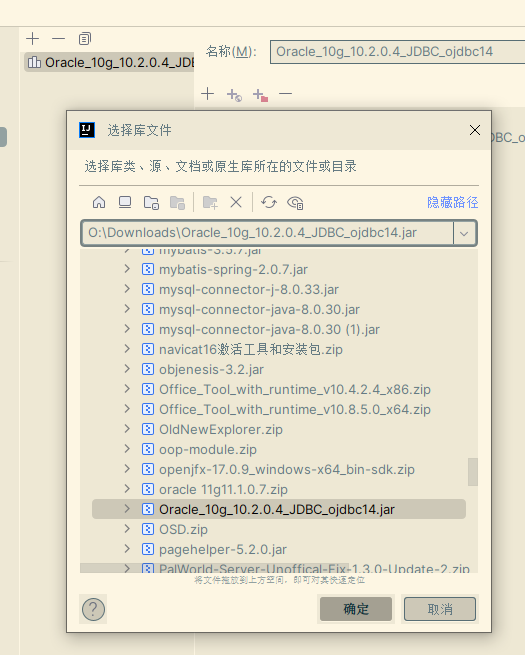 名称(M):
Oracle_10g_10.2.0.4_JDBC_ojdbc14
Oracle_10g_10.2.0.4_JDB
选择库文件
选择库类、源、文档或原生库所在的文件或目录
隐藏路径
O:\Downloads\Oracle_10g_10.2.0.4_JDBC_ojdbc14.jar
mybatis-3.5.7.jar
mybatis-spring-2.0.7.jar
mysql-connector-j-8.0.33.jar
mysql-connector-java-8.0.30.jar
mysql-connector-java-8.0.30 (1).jar
navicat16激活工具和安装包.zip
objenesis-3.2.jar
Office_Tool_with_runtime_v10.4.2.4_x86.zip
Office_Tool_with_runtime_v10.8.5.0_x64.zip
OldNewExplorer.zip
oop-module.zip
openjfx-17.0.9_windows-x64_bin-sdk.zip
oracle 11g11.1.0.7.zip
Oracle_10g_10.2.0.4_JDBC_ojdbc14.jar
OSD.zip
pagehelper-5.2.0.jar
PalWorld-Server-Unoffical-Fix-1.3.0-Update-2.zip
将文件拖放到上方空间，即可对其快速定位
?
确定
取消